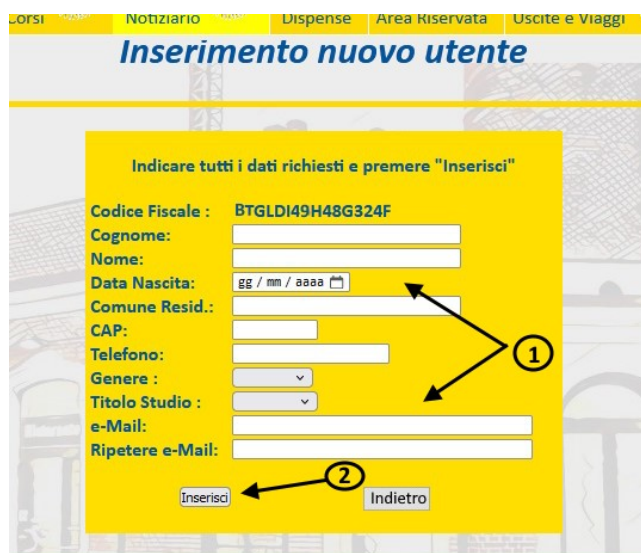 Corsi Notiziario Dispense Area Riservata Uscite e Viaggi
Inserimento nuovo utente
Indicare tutti i dati richiesti e premere "Inserisci"
Codice Fiscale : BTGLDI49H48G324F
Cognome:
Nome:
Data Nascita: gg / mm / aaaa
Comune Resid.:
CAP:
Telefono:
1
Genere :
Titolo Studio :
e-Mail:
Ripetere e-Mail:
2
Inserisci Indietro